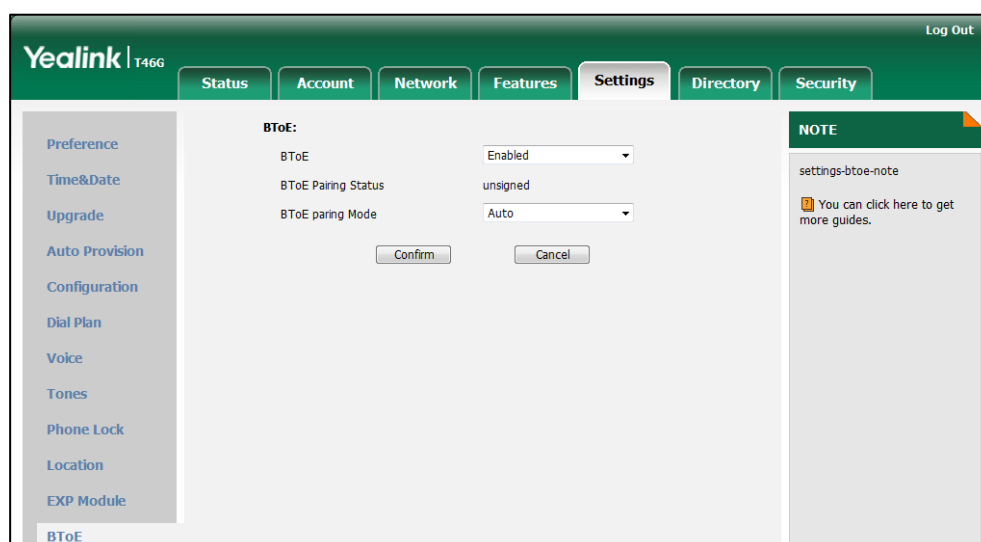 Log Out
Yealink | T46G
Status Account Network Features Settings Directory Security
Preference
Time&Date
Upgrade
Auto Provision
Configuration
Dial Plan
Voice
Tones
Phone Lock
Location
EXP Module
BToE
BToE:
BToE Enabled
BToE Pairing Status unsigned
BToE paring Mode Auto
Confirm Cancel
NOTE
settings-btoe-note
? You can click here to get
more guides.